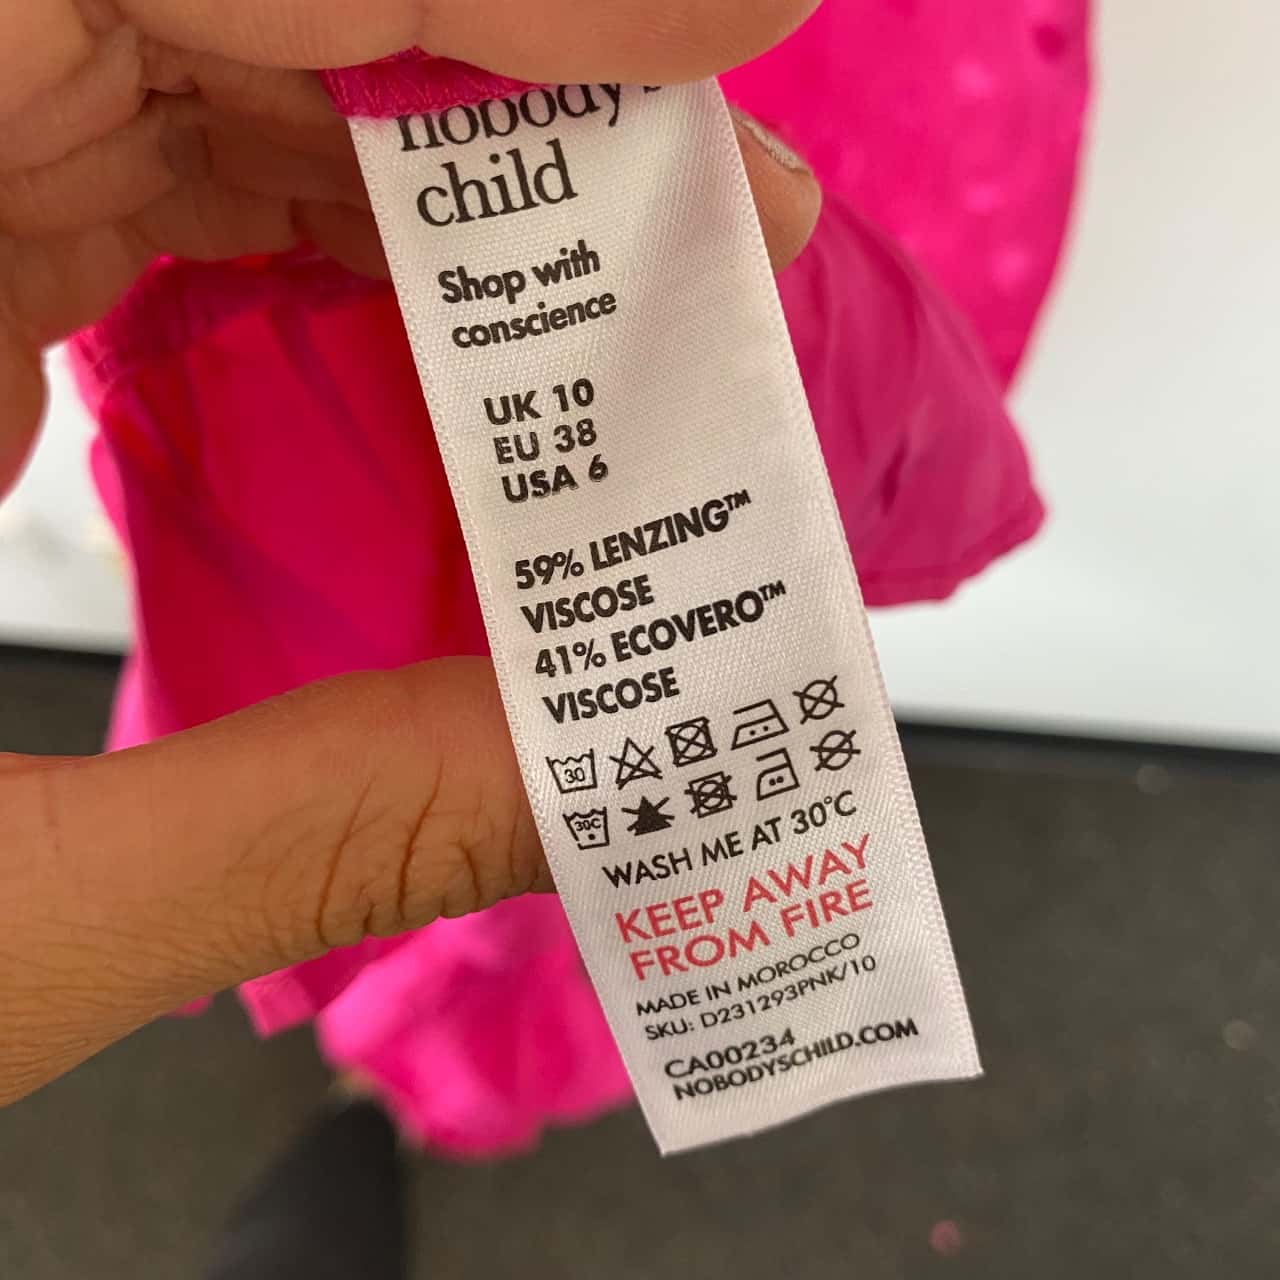 nobody's
child
Shop with
conscience
UK 10
EU 38
USA 6
59% LENZING™
VISCOSE
41% ECOVERO™
VISCOSE
30
30C
WASH ME AT 30°C
KEEP AWAY
FROM FIRE
MADE IN MOROCCO
SKU: D231293PNK/10
CA00234
NOBODYSCHILD.COM